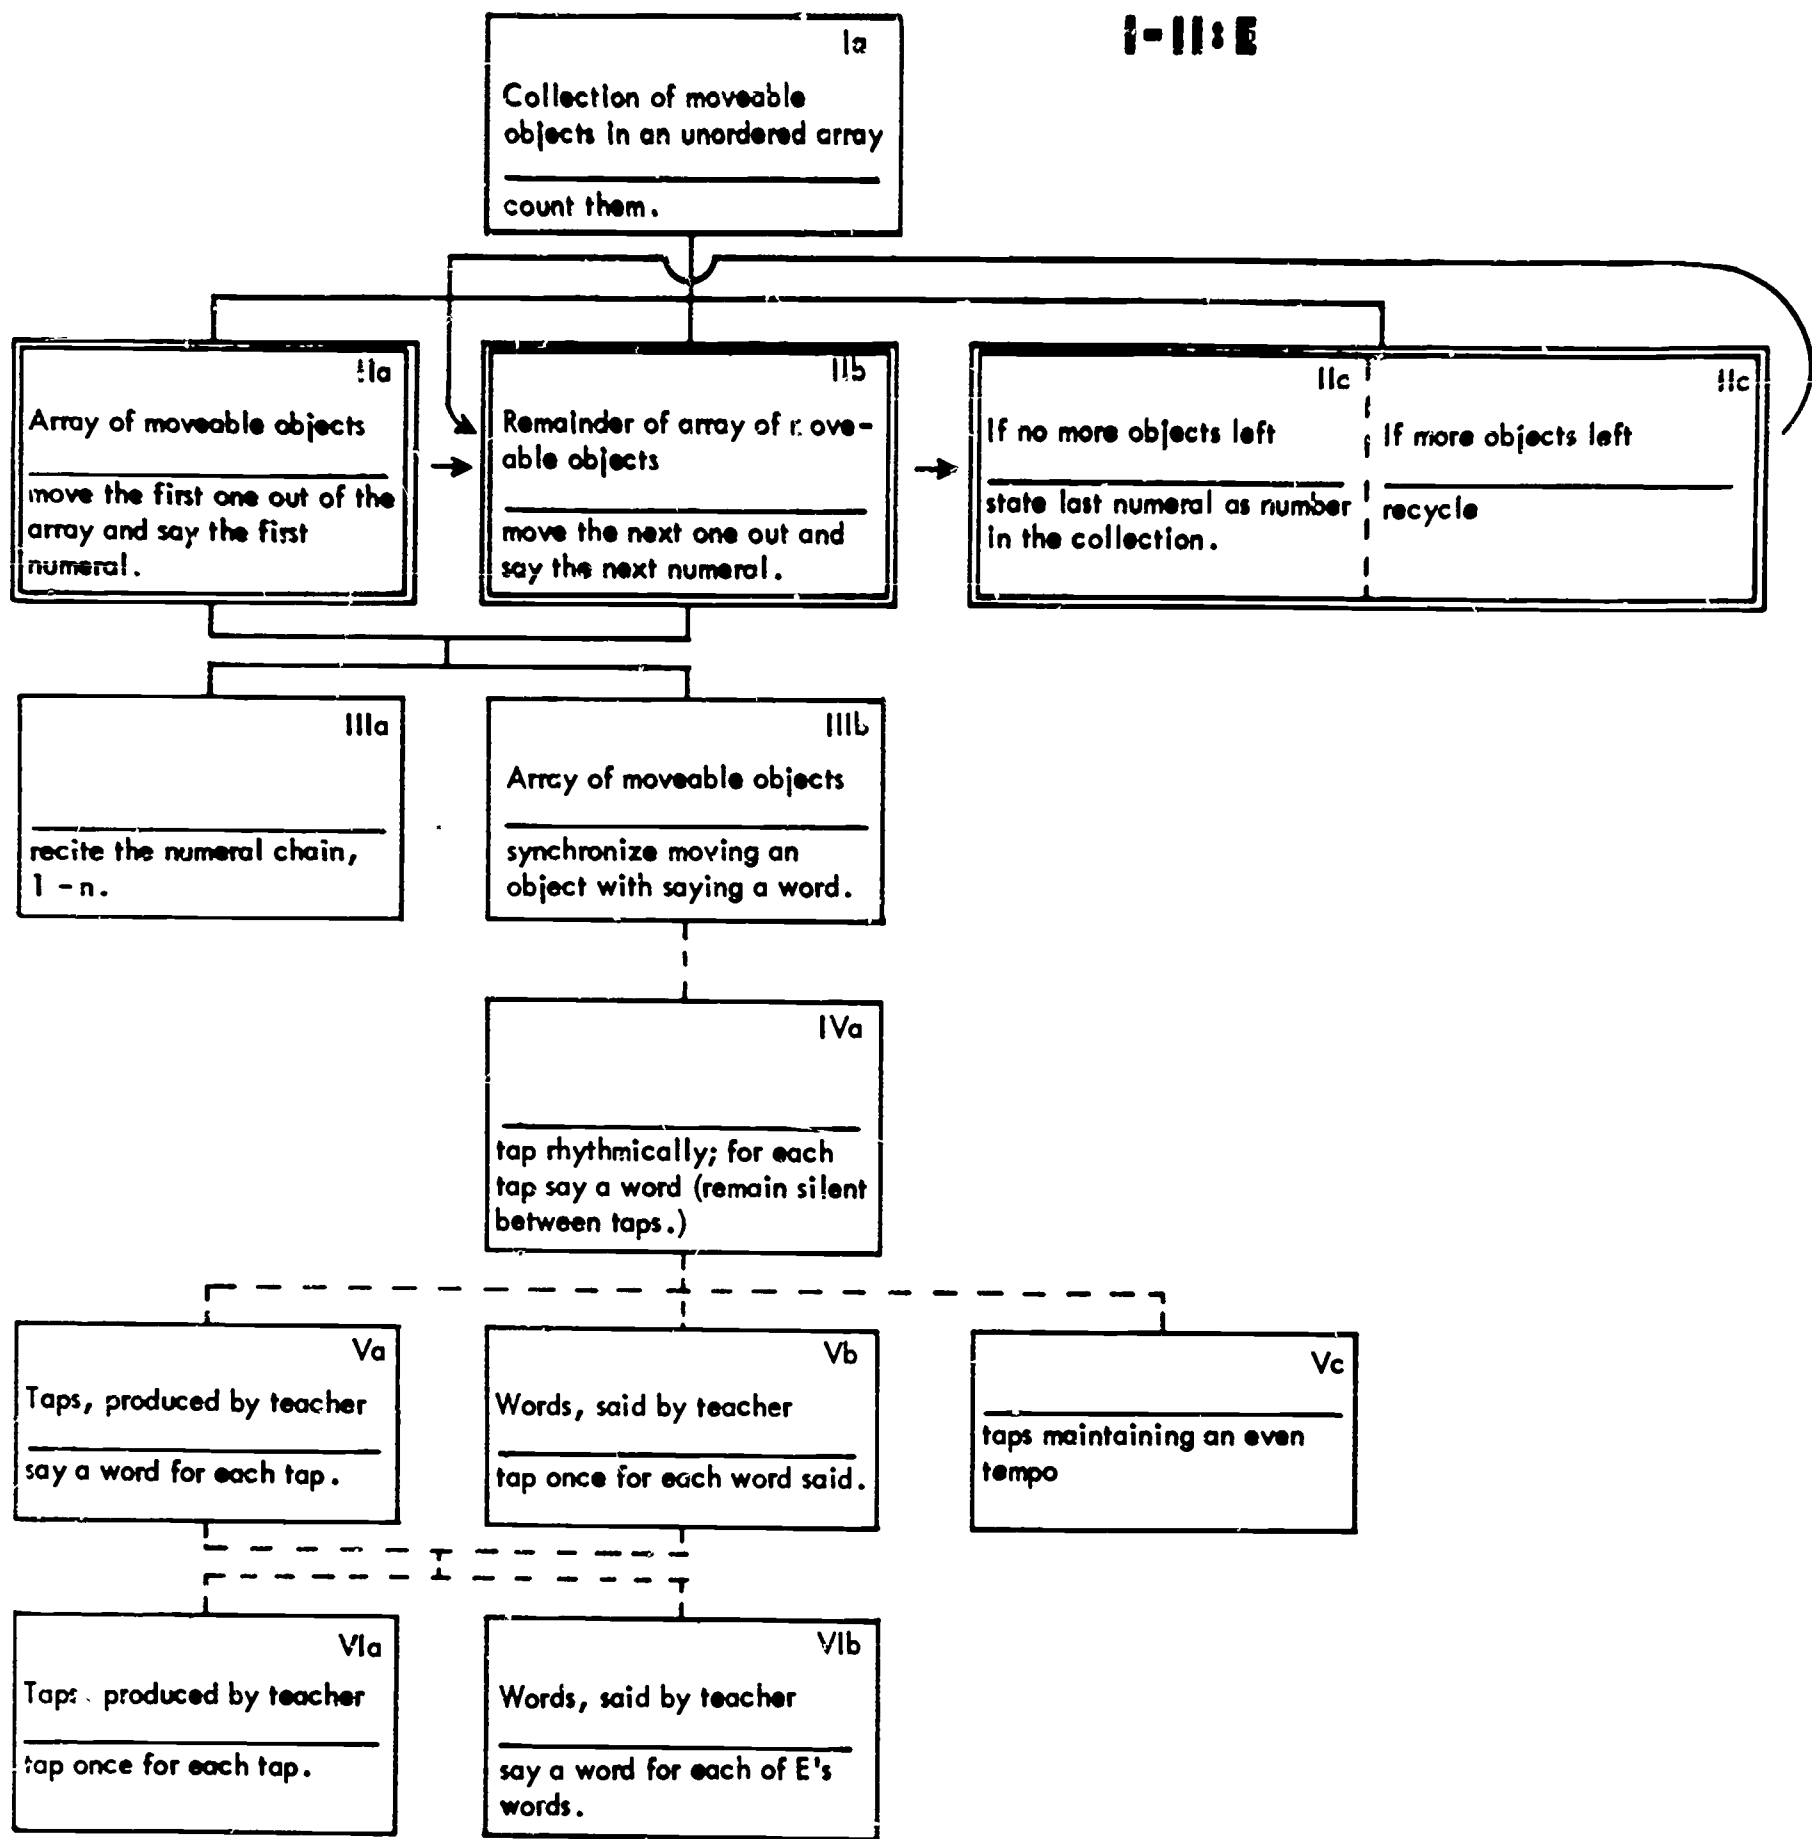 I-II:E
Ia
Collection of moveable
objects in an unordered array
count them.
IIa
Array of moveable objects
move the first one out of the
array and say the first
numeral.
IIb
Remainder of array of move-
able objects
move the next one out and
say the next numeral.
IIc
If no more objects left
state last numeral as number
in the collection.
IIc
If more objects left
recycle
IIIa
recite the numeral chain,
1 - n.
IIIb
Array of moveable objects
synchronize moving an
object with saying a word.
IVa
tap rhythmically; for each
tap say a word (remain silent
between taps.)
Va
Taps, produced by teacher
say a word for each tap.
Vb
Words, said by teacher
tap once for each word said.
Vc
taps maintaining an even
tempo
VIa
Taps, produced by teacher
tap once for each tap.
VIb
Words, said by teacher
say a word for each of E's
words.